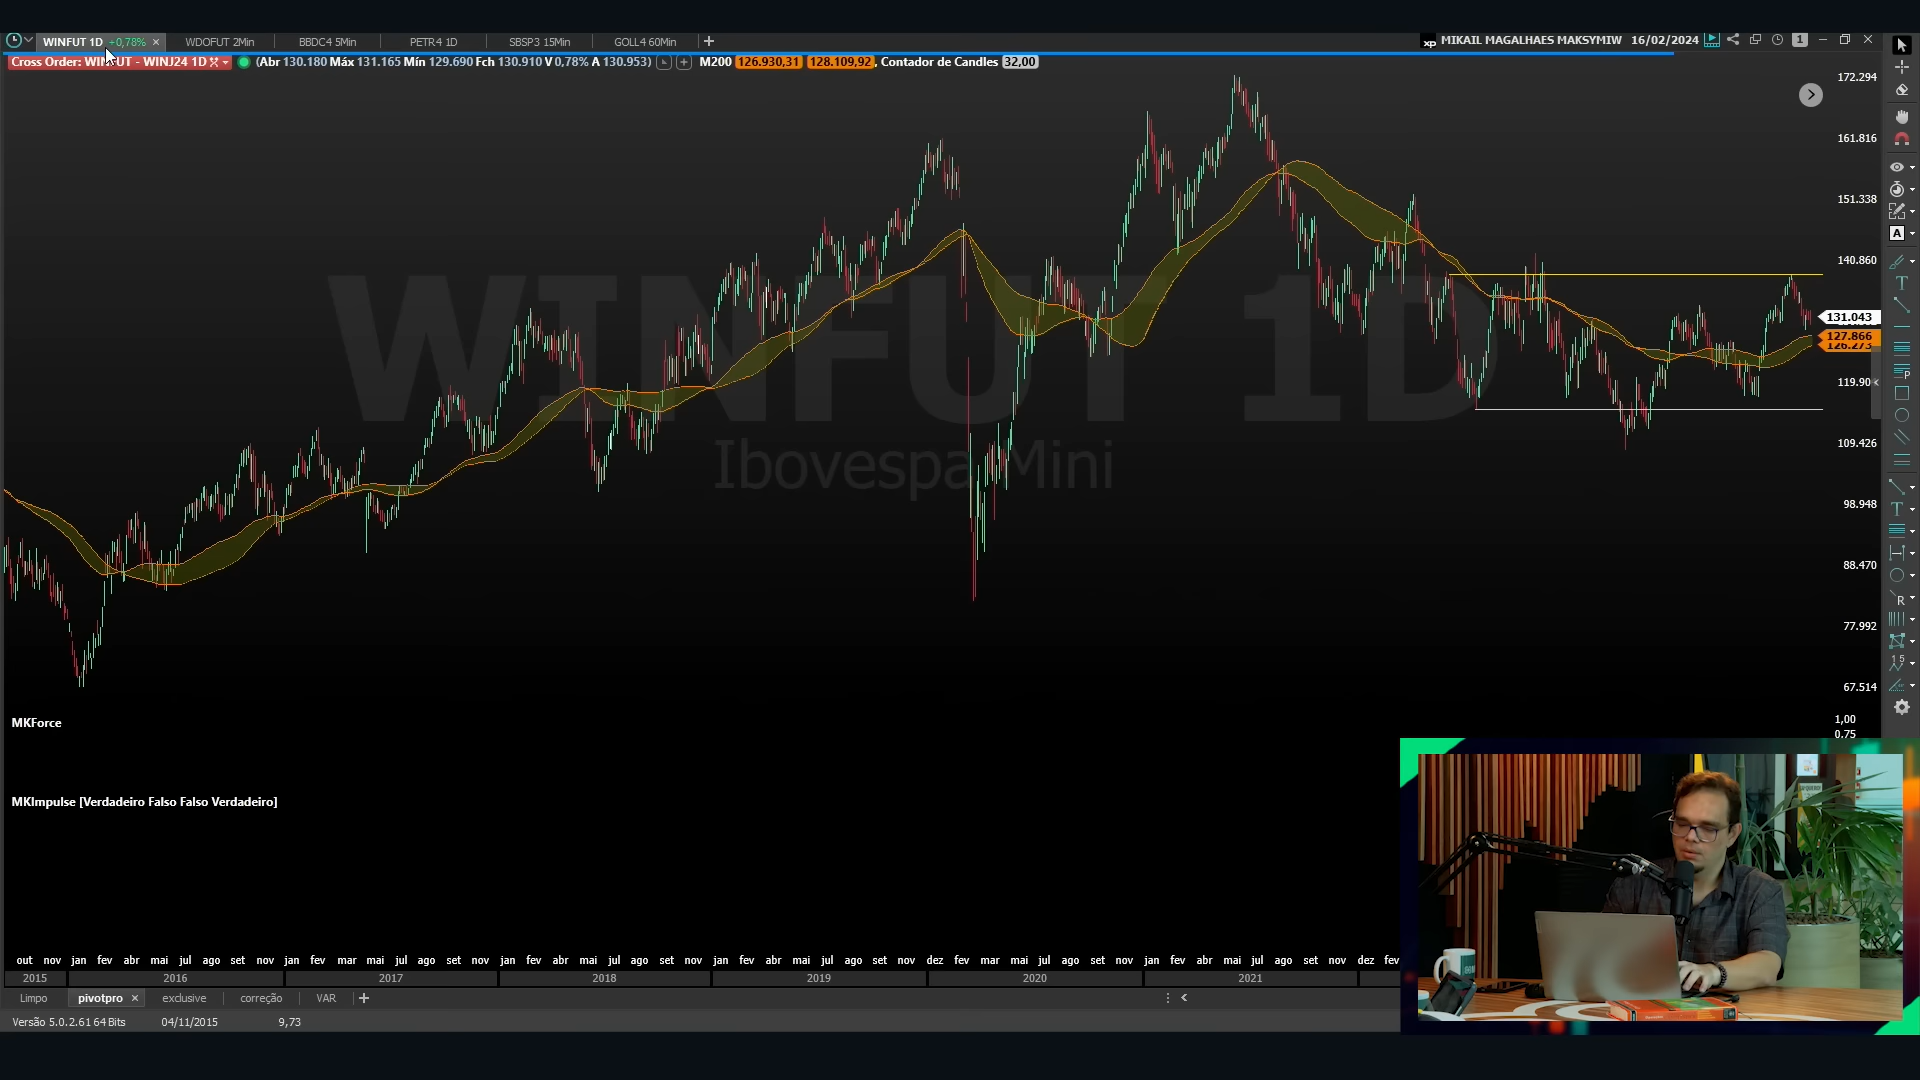 WINFUT 1D +0,78% × WDOFUT 2Min BBDC4 5Min PETR4 1D SBSP3 15Min GOLL4 60Min + xp MIKAIL MAGALHAES MAKSYMIW 16/02/2024 1
Cross Order: WINFUT - WINJ24 1D (Abr 130.180 Máx 131.165 Mín 129.690 Fch 130.910 V 0,78% A 130.953) M200 126.930,31 128.109,92, Contador de Candles 32,00
172.294
161.816
151.338
140.860
131.043
127.866
126.273
119.90
109.426
98.948
88.470
77.992
67.514
WINFUT 1D
Ibovespa Mini
MKForce
1,00
0.75
MKImpulse [Verdadeiro Falso Falso Verdadeiro]
out nov jan fev abr mai jul ago set nov jan fev mar abr mai jul ago set nov jan fev abr mai jul ago set nov jan fev abr mai jul ago set nov dez fev mar abr mai jul ago set nov jan fev mar mai jul ago set nov dez fev
2015 2016 2017 2018 2019 2020 2021
Limpo pivotpro × exclusive correção VAR +
Versão 5.0.2.61 64 Bits 04/11/2015 9,73